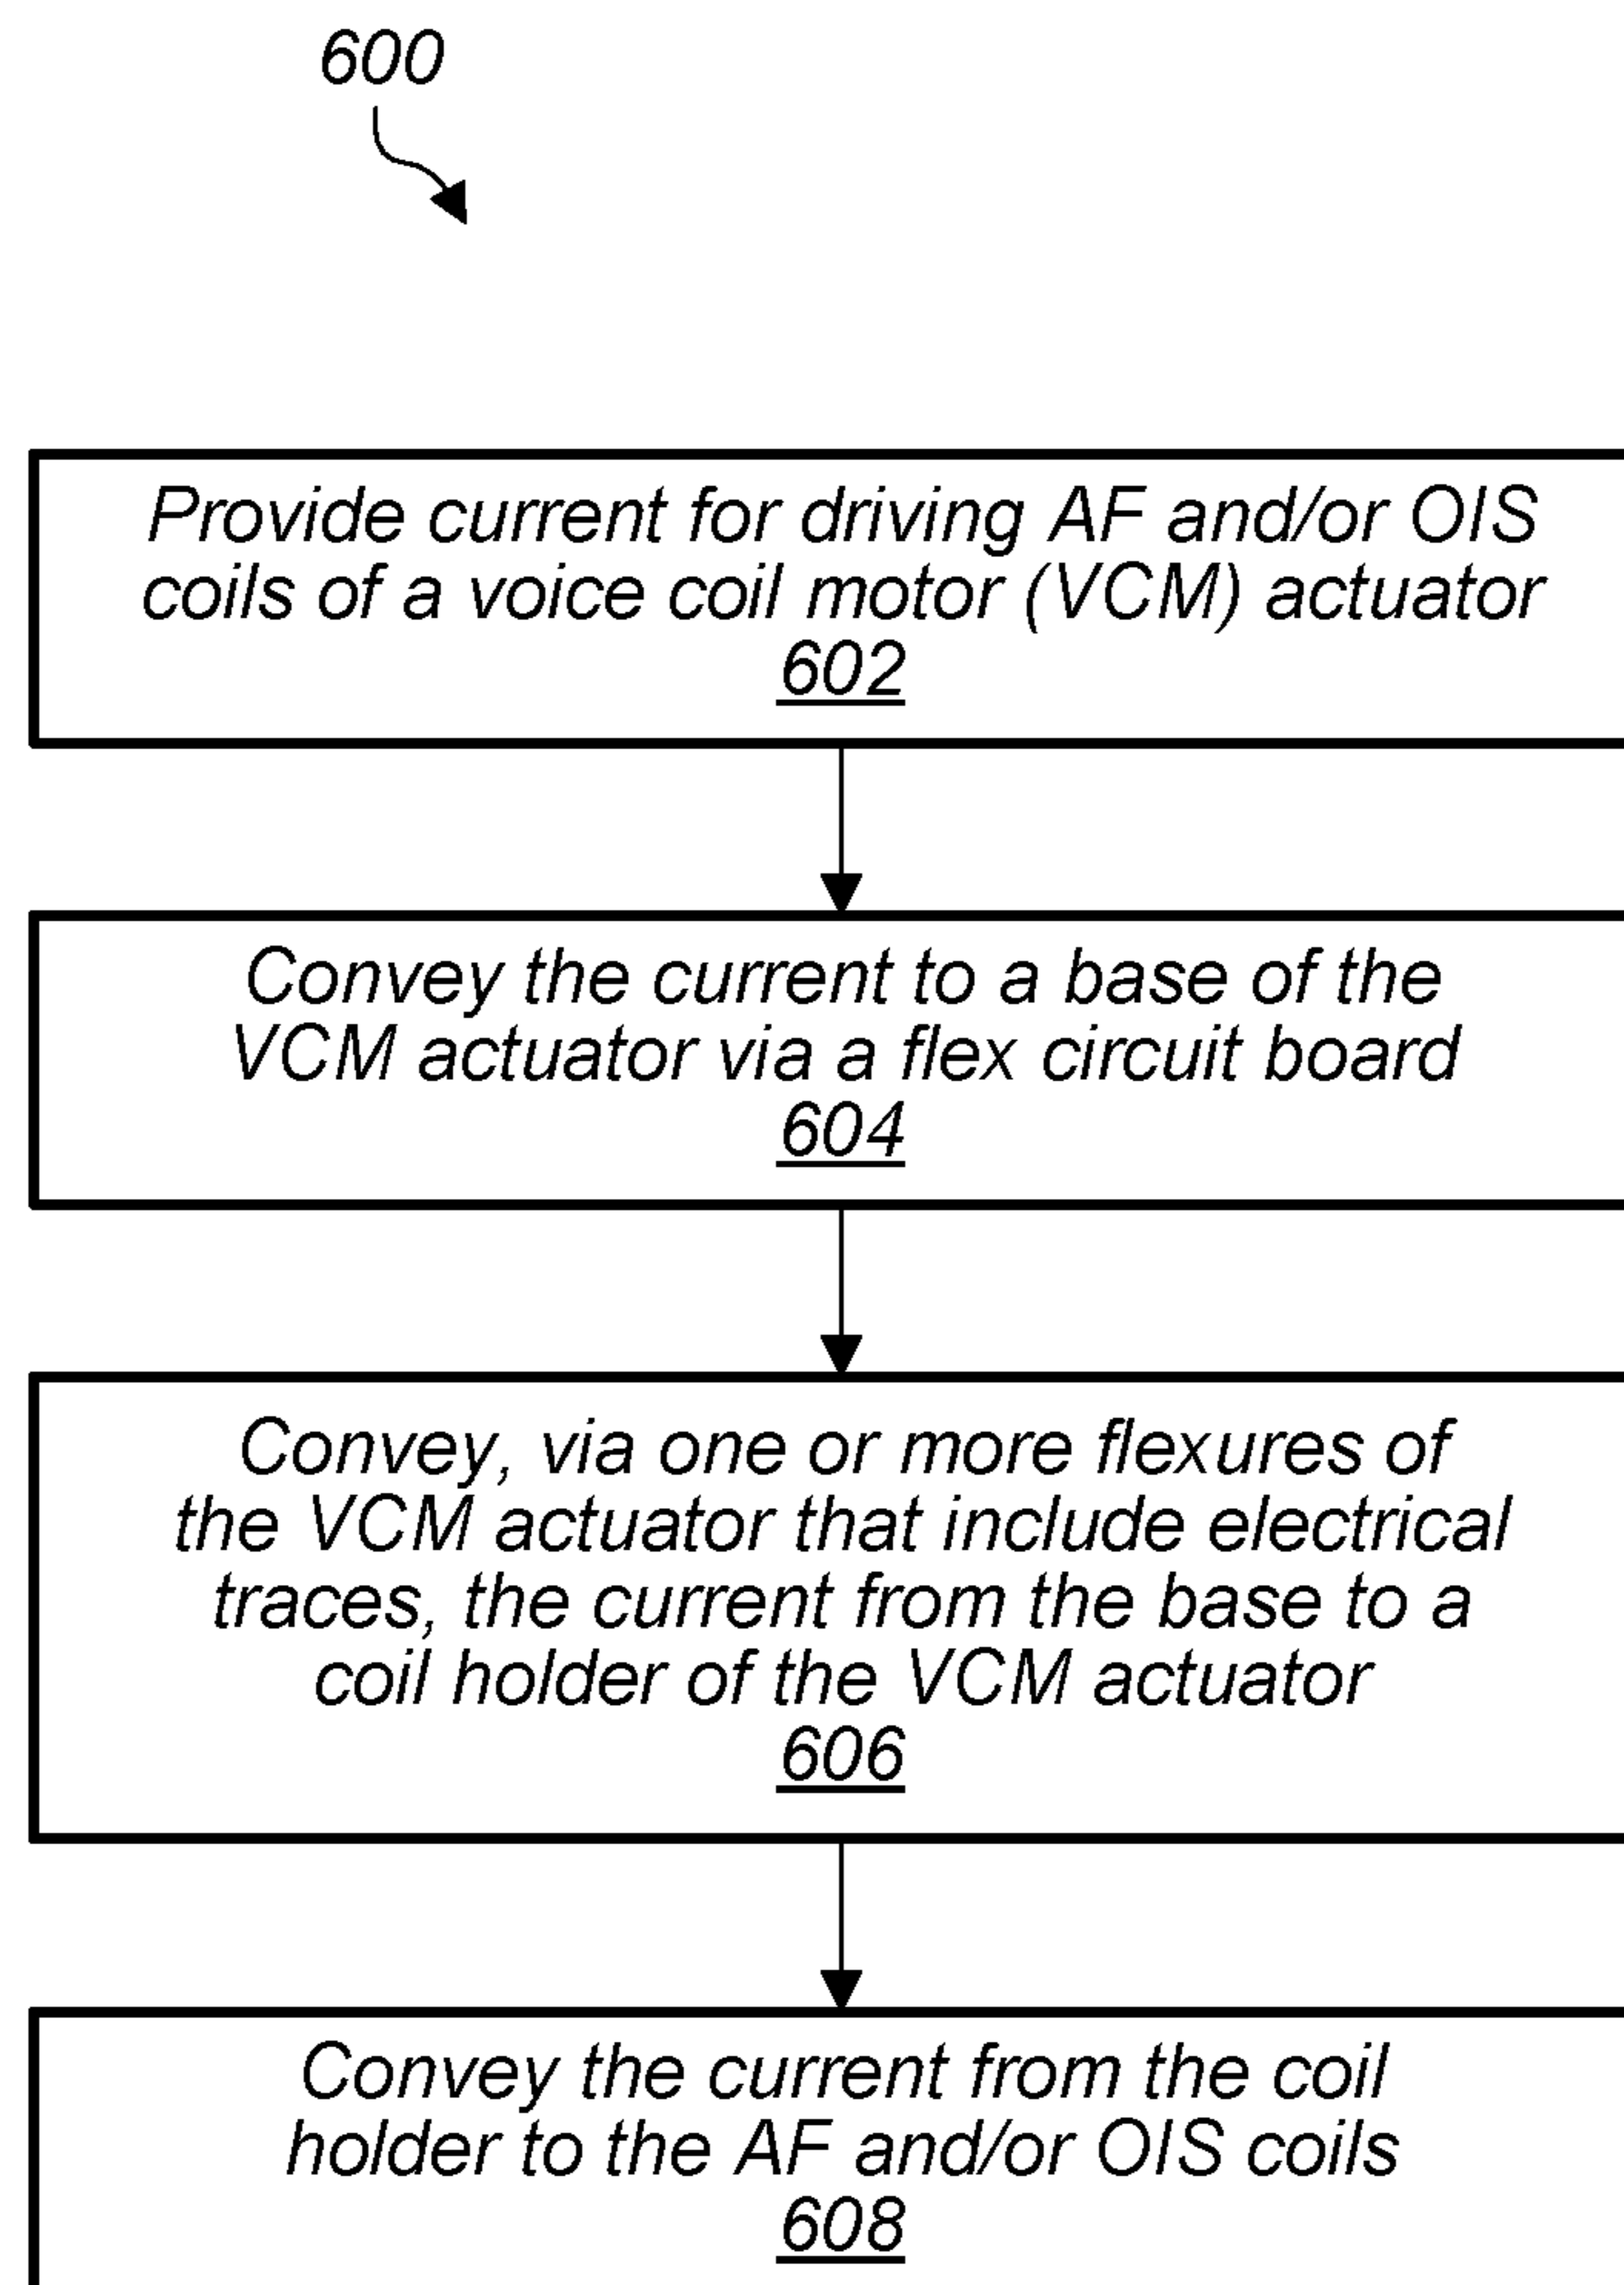 600
Provide current for driving AF and/or OIS
coils of a voice coil motor (VCM) actuator
602
Convey the current to a base of the
VCM actuator via a flex circuit board
604
Convey, via one or more flexures of
the VCM actuator that include electrical
traces, the current from the base to a
coil holder of the VCM actuator
606
Convey the current from the coil
holder to the AF and/or OIS coils
608